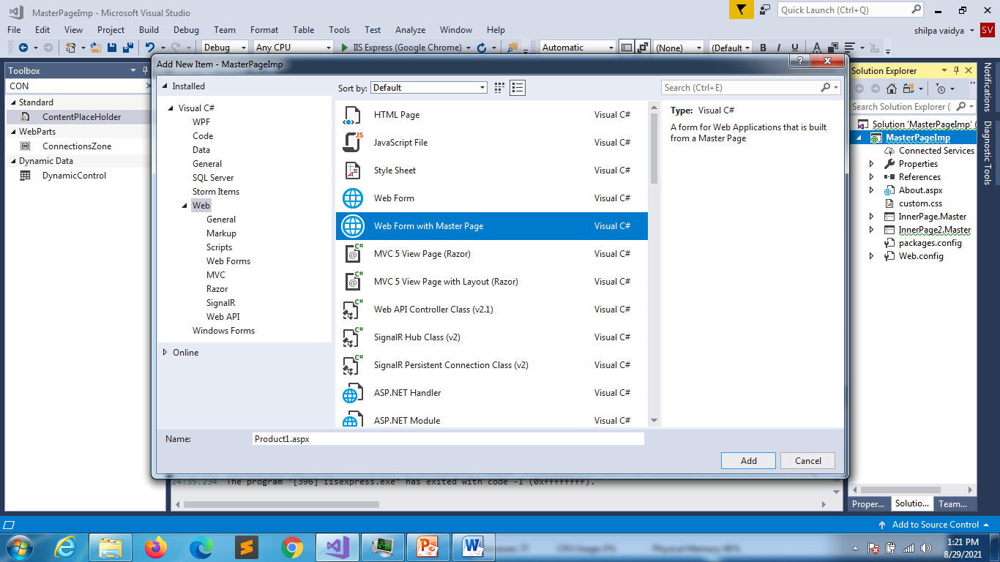 MasterPageImp - Microsoft Visual Studio
Quick Launch (Ctrl+Q)
File Edit View Project Build Debug Team Format Table Tools Test Analyze Window Help
shilpa vaidya SV
Debug Any CPU IIS Express (Google Chrome) Automatic (None) (Default B I U A
Toolbox
CON
Standard
ContentPlaceHolder
WebParts
ConnectionsZone
Dynamic Data
DynamicControl
Add New Item - MasterPageImp
Installed
Visual C#
WPF
Code
Data
General
SQL Server
Storm Items
Web
General
Markup
Scripts
Web Forms
MVC
Razor
SignalR
Web API
Windows Forms
Online
Sort by: Default
HTML Page Visual C#
JavaScript File Visual C#
Style Sheet Visual C#
Web Form Visual C#
Web Form with Master Page Visual C#
MVC 5 View Page (Razor) Visual C#
MVC 5 View Page with Layout (Razor) Visual C#
Web API Controller Class (v2.1) Visual C#
SignalR Hub Class (v2) Visual C#
SignalR Persistent Connection Class (v2) Visual C#
ASP.NET Handler Visual C#
ASP.NET Module Visual C#
Search (Ctrl+E)
Type: Visual C#
A form for Web Applications that is built
from a Master Page
Name: Product1.aspx
Add Cancel
24:35.234 The program '[396] iisexpress.exe' has exited with code -1 (0xffffffff).
Solution Explorer
Search Solution Explorer (
Solution 'MasterPageImp' (
MasterPageImp
Connected Services
Properties
References
About.aspx
custom.css
InnerPage.Master
InnerPage2.Master
packages.config
Web.config
Proper... Solutio... Team...
Notifications
Diagnostic Tools
Add to Source Control
CPU Usage Physical Memory
1:21 PM
8/29/2021